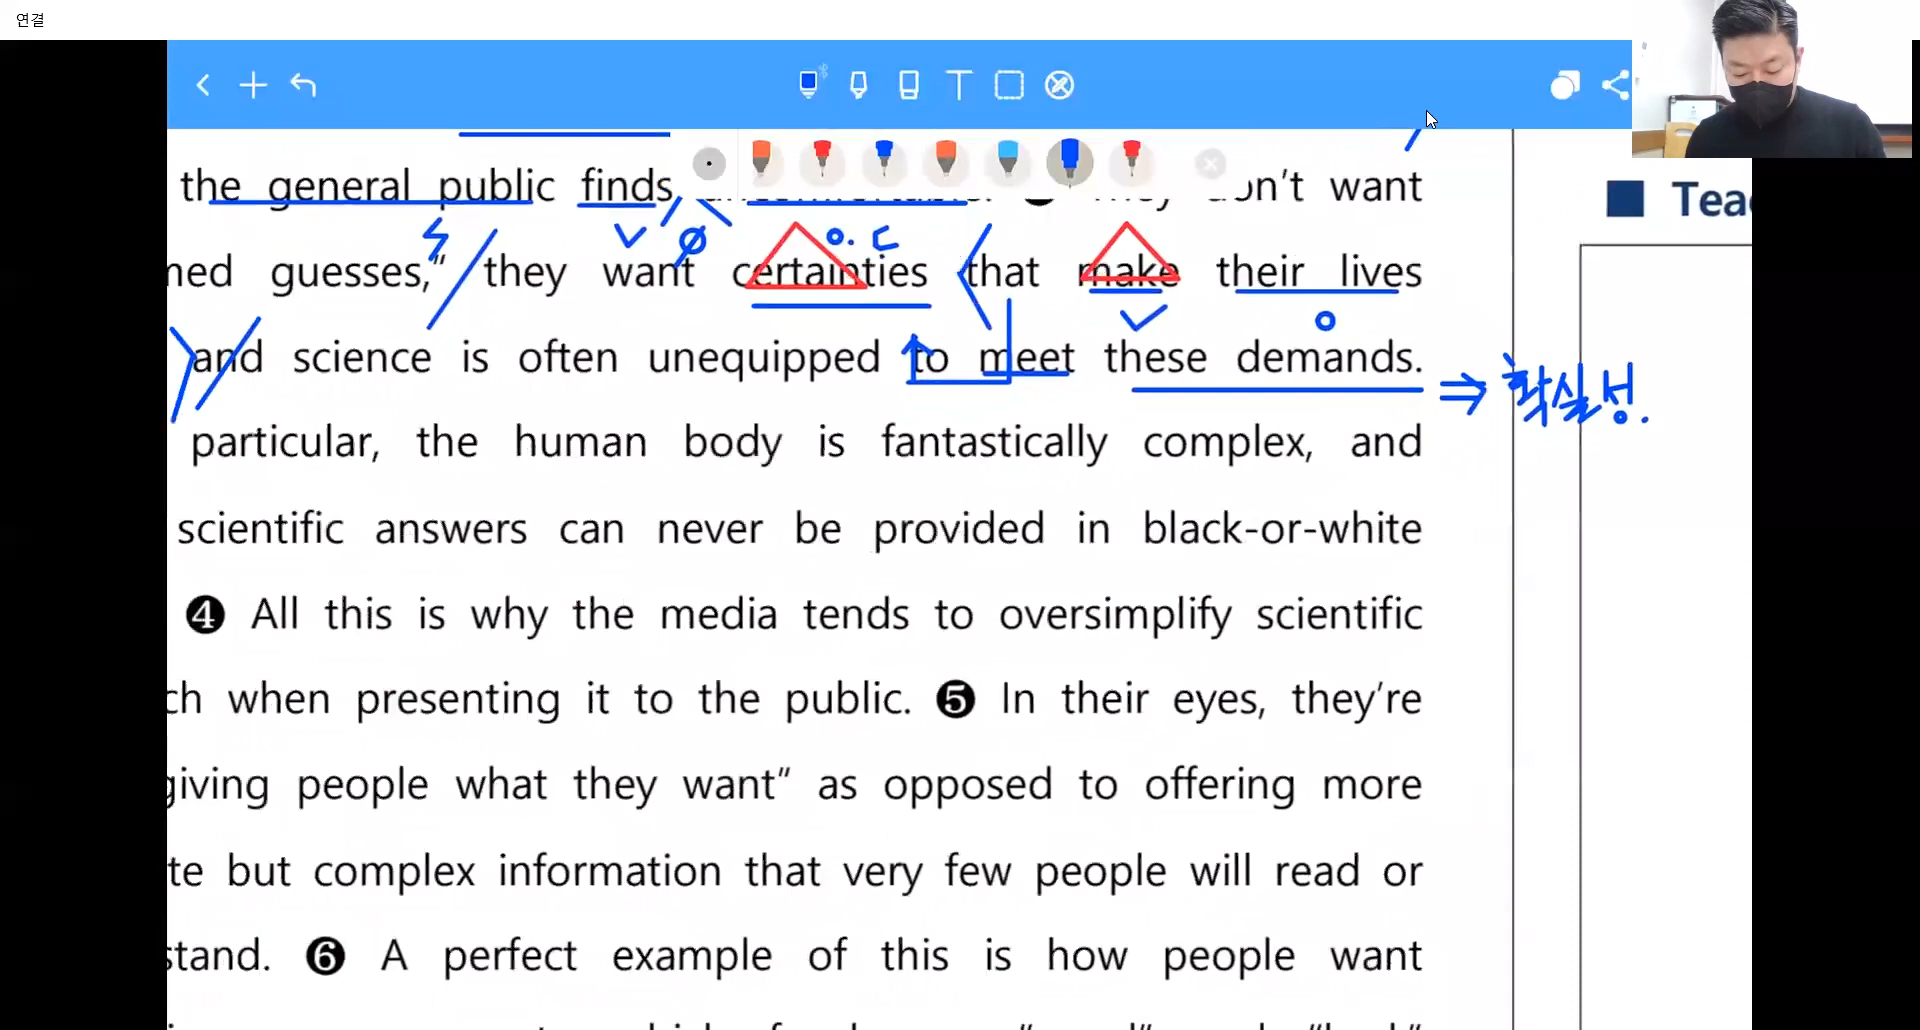 연결
the general public finds don't want
guesses," they want certainties that make their lives
and science is often unequipped to meet these demands.
⇒ 확실성.
particular, the human body is fantastically complex, and
scientific answers can never be provided in black-or-white
❹ All this is why the media tends to oversimplify scientific
when presenting it to the public. ❺ In their eyes, they're
giving people what they want" as opposed to offering more
but complex information that very few people will read or
❻ A perfect example of this is how people want